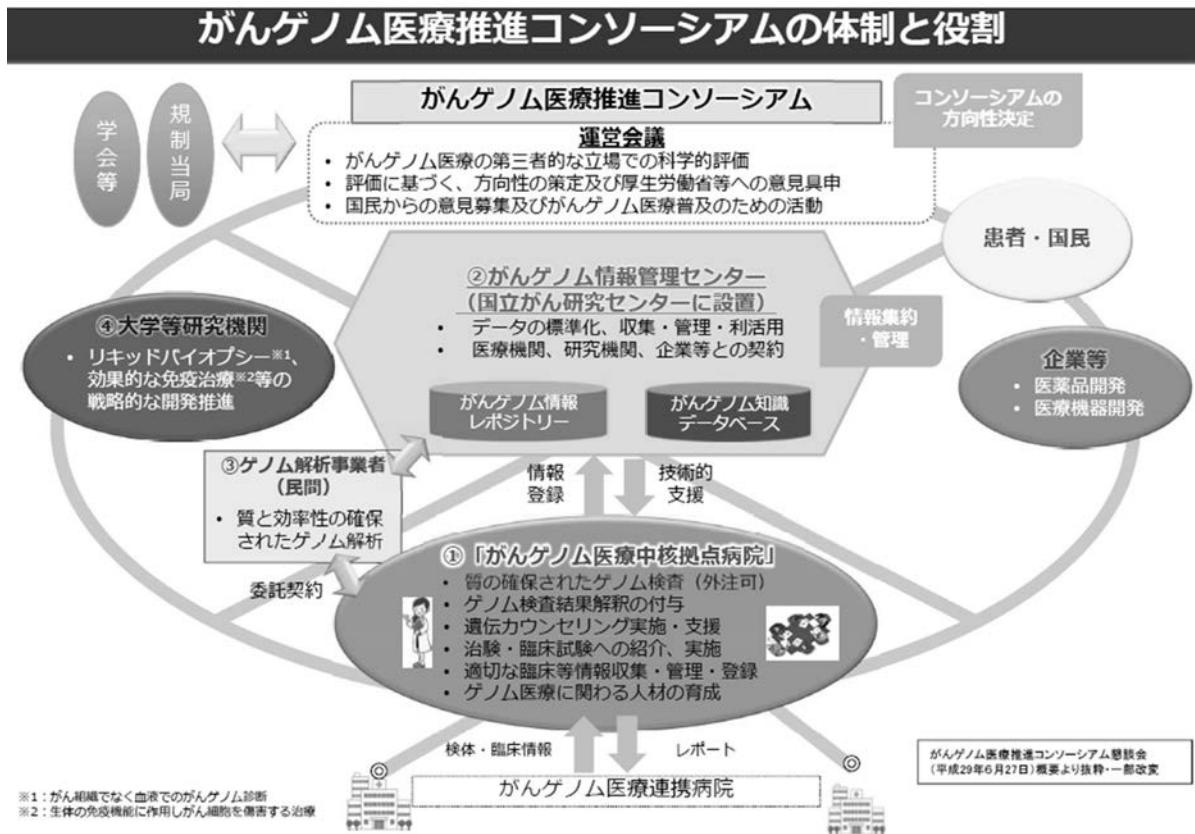 がんゲノム医療推進コンソーシアムの体制と役割
学会等
規制当局
がんゲノム医療推進コンソーシアム
コンソーシアムの
方向性決定
運営会議
• がんゲノム医療の第三者的な立場での科学的評価
• 評価に基づく、方向性の策定及び厚生労働省等への意見具申
• 国民からの意見募集及びがんゲノム医療普及のための活動
患者・国民
②がんゲノム情報管理センター
（国立がん研究センターに設置）
• データの標準化、収集・管理・利活用
• 医療機関、研究機関、企業等との契約
情報集約
・管理
がんゲノム情報
レポジトリー
がんゲノム知識
データベース
④大学等研究機関
• リキッドバイオプシー※1、
効果的な免疫治療※2等の
戦略的な開発推進
企業等
• 医薬品開発
• 医療機器開発
③ゲノム解析事業者
（民間）
• 質と効率性の確保
されたゲノム解析
情報
登録
技術的
支援
委託契約
①「がんゲノム医療中核拠点病院」
• 質の確保されたゲノム検査（外注可）
• ゲノム検査結果解釈の付与
• 遺伝カウンセリング実施・支援
• 治験・臨床試験への紹介、実施
• 適切な臨床等情報収集・管理・登録
• ゲノム医療に関わる人材の育成
検体・臨床情報
レポート
がんゲノム医療連携病院
がんゲノム医療推進コンソーシアム懇談会
（平成29年6月27日）概要より抜粋・一部改変
※1：がん組織でなく血液でのがんゲノム診断
※2：生体の免疫機能に作用しがん細胞を傷害する治療